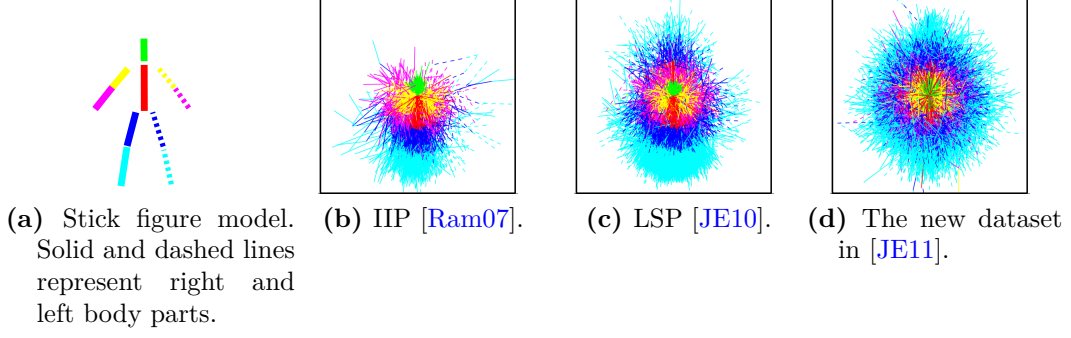 (a) Stick figure model.
Solid and dashed lines
represent right and
left body parts.
(b) IIP [Ram07].
(c) LSP [JE10].
(d) The new dataset
in [JE11].